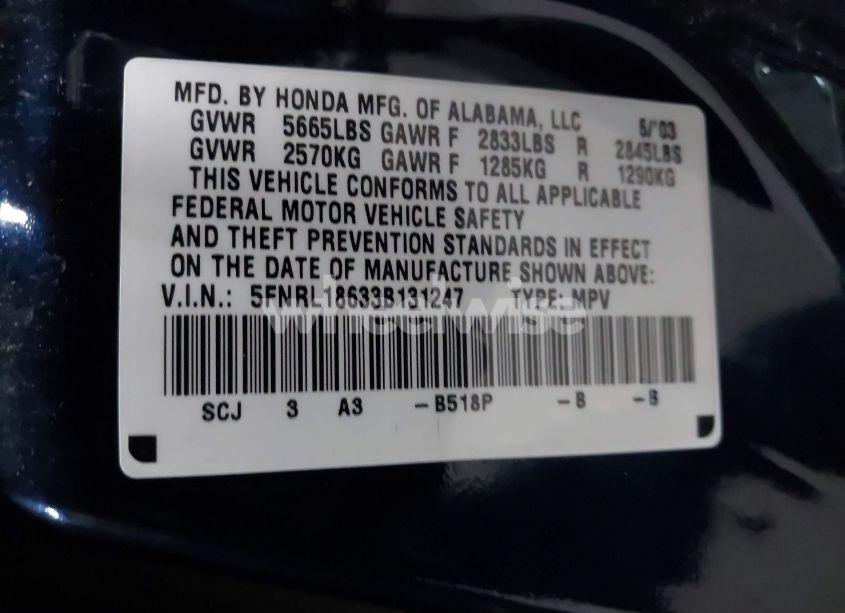 MFD. BY HONDA MFG. OF ALABAMA, LLC 5/'03
GVWR 5665LBS GAWR F 2833LBS R 2845LBS
GVWR 2570KG GAWR F 1285KG R 1290KG
THIS VEHICLE CONFORMS TO ALL APPLICABLE
FEDERAL MOTOR VEHICLE SAFETY
AND THEFT PREVENTION STANDARDS IN EFFECT
ON THE DATE OF MANUFACTURE SHOWN ABOVE:
V.I.N.: 5FNRL18633B131247 TYPE: MPV
wheelwise
SCJ 3 A3 -B518P -B -B